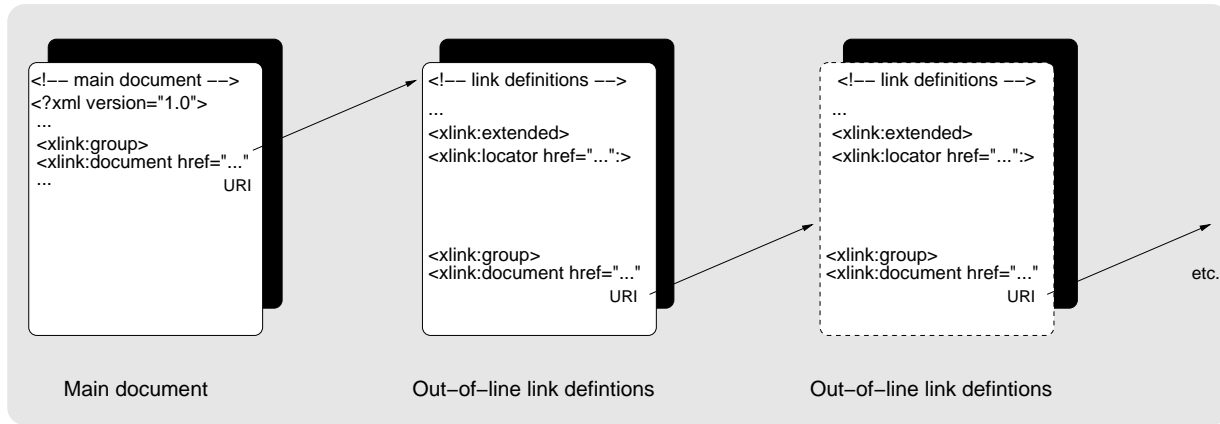 <!−− main document −−>
<?xml version="1.0">
...
<xlink:group>
<xlink:document href="..."
...
URI
Main document
<!−− link definitions −−>
...
<xlink:extended>
<xlink:locator href="...":>
<xlink:group>
<xlink:document href="..."
URI
Out−of−line link defintions
<!−− link definitions −−>
...
<xlink:extended>
<xlink:locator href="...":>
<xlink:group>
<xlink:document href="..."
URI
Out−of−line link defintions
etc.